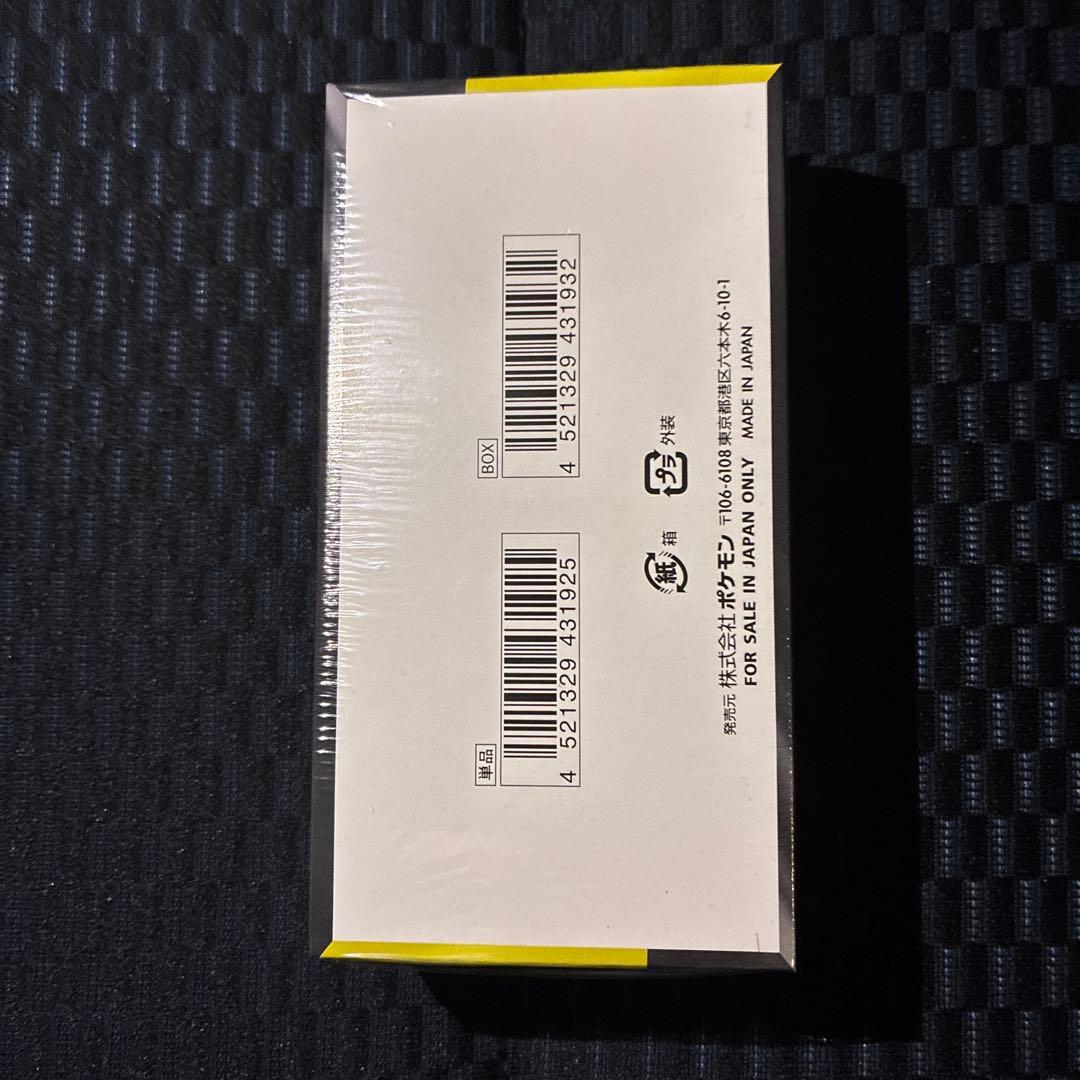 単品
4 521329 431925
BOX
4 521329 431932
紙 箱
プラ 外装
発売元 株式会社 ポケモン 〒106-6108 東京都港区六本木6-10-1
FOR SALE IN JAPAN ONLY MADE IN JAPAN